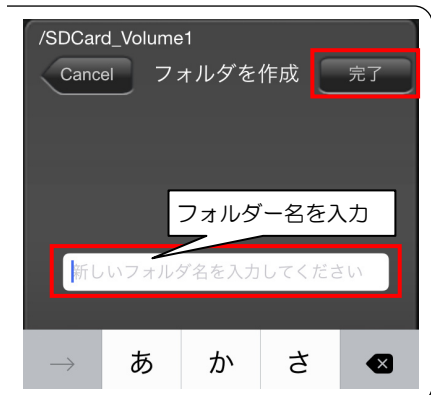 /SDCard_Volume1
Cancel フォルダを作成 完了
フォルダー名を入力
新しいフォルダ名を入力してください
→ あ か さ